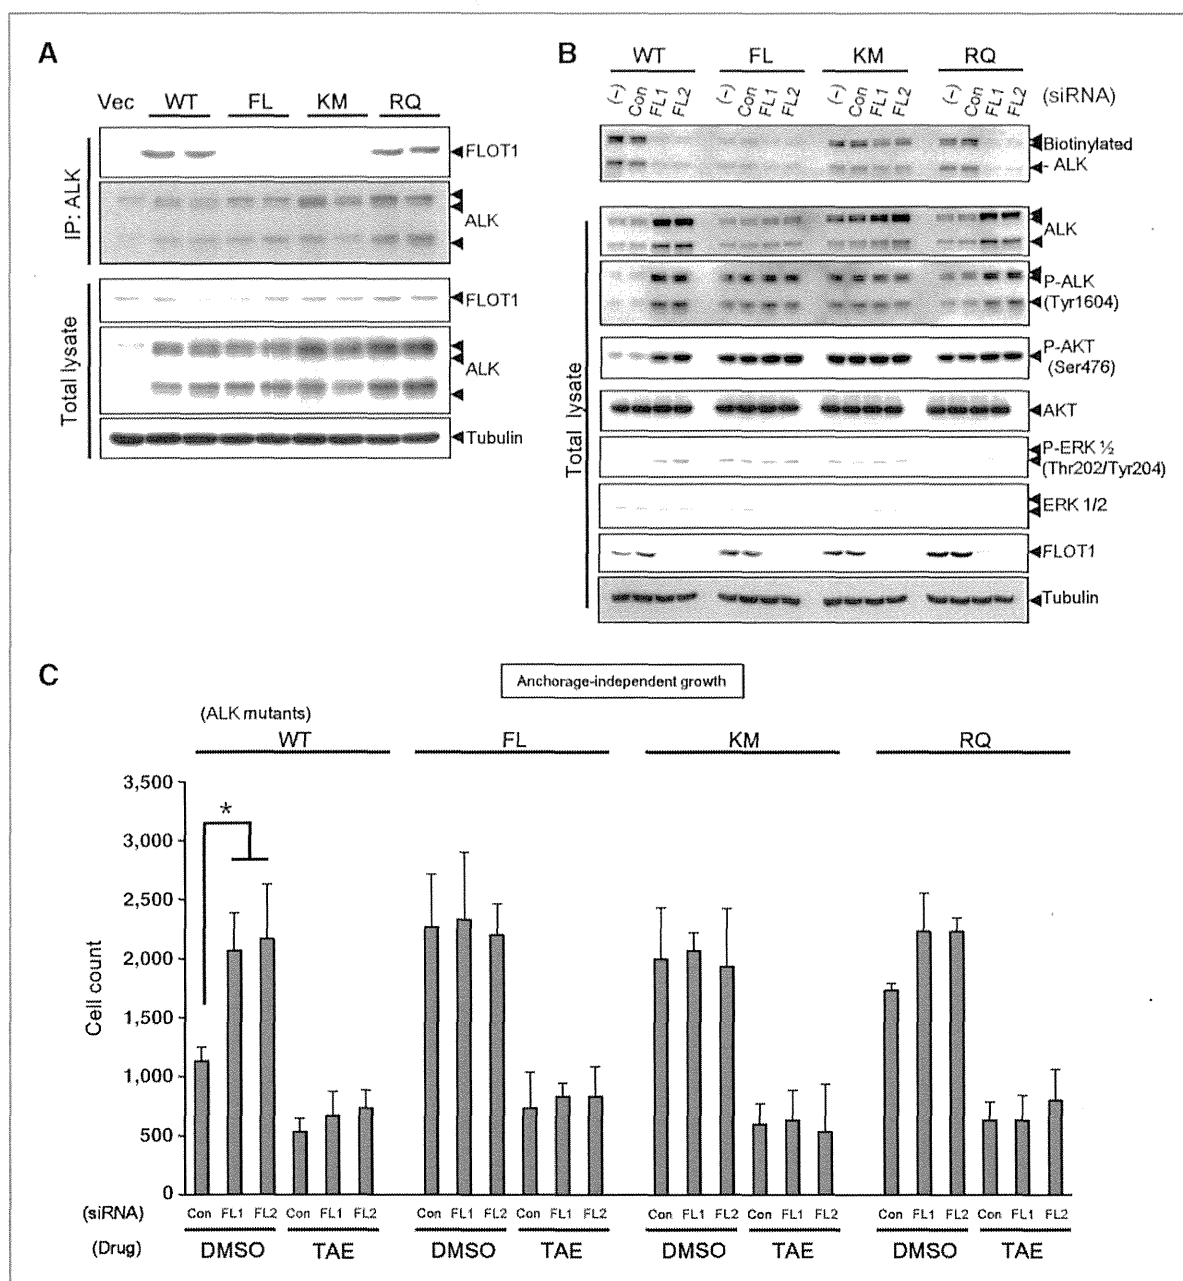 A
Vec WT FL KM RQ
IP: ALK
FLOT1
ALK
Total lysate
FLOT1
ALK
Tubulin
B
WT FL KM RQ
(-) Con FL1 FL2 (-) Con FL1 FL2 (-) Con FL1 FL2 (-) Con FL1 FL2 (siRNA)
Biotinylated
- ALK
Total lysate
ALK
P-ALK
(Tyr1604)
P-AKT
(Ser476)
AKT
P-ERK ½
(Thr202/Tyr204)
ERK 1/2
FLOT1
Tubulin
C
Anchorage-independent growth
(ALK mutants)
WT FL KM RQ
Cell count
3,500
*
3,000
2,500
2,000
1,500
1,000
500
0
(siRNA) Con FL1 FL2 Con FL1 FL2 Con FL1 FL2 Con FL1 FL2 Con FL1 FL2 Con FL1 FL2 Con FL1 FL2 Con FL1 FL2
(Drug) DMSO TAE DMSO TAE DMSO TAE DMSO TAE